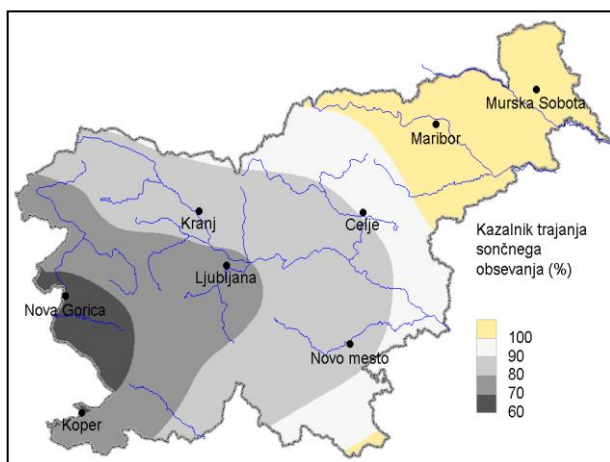 Murska Sobota
Maribor
Kranj
Celje
Ljubljana
Nova Gorica
Novo mesto
Koper
Kazalnik trajanja
sončnega
obsevanja (%)
100
90
80
70
60